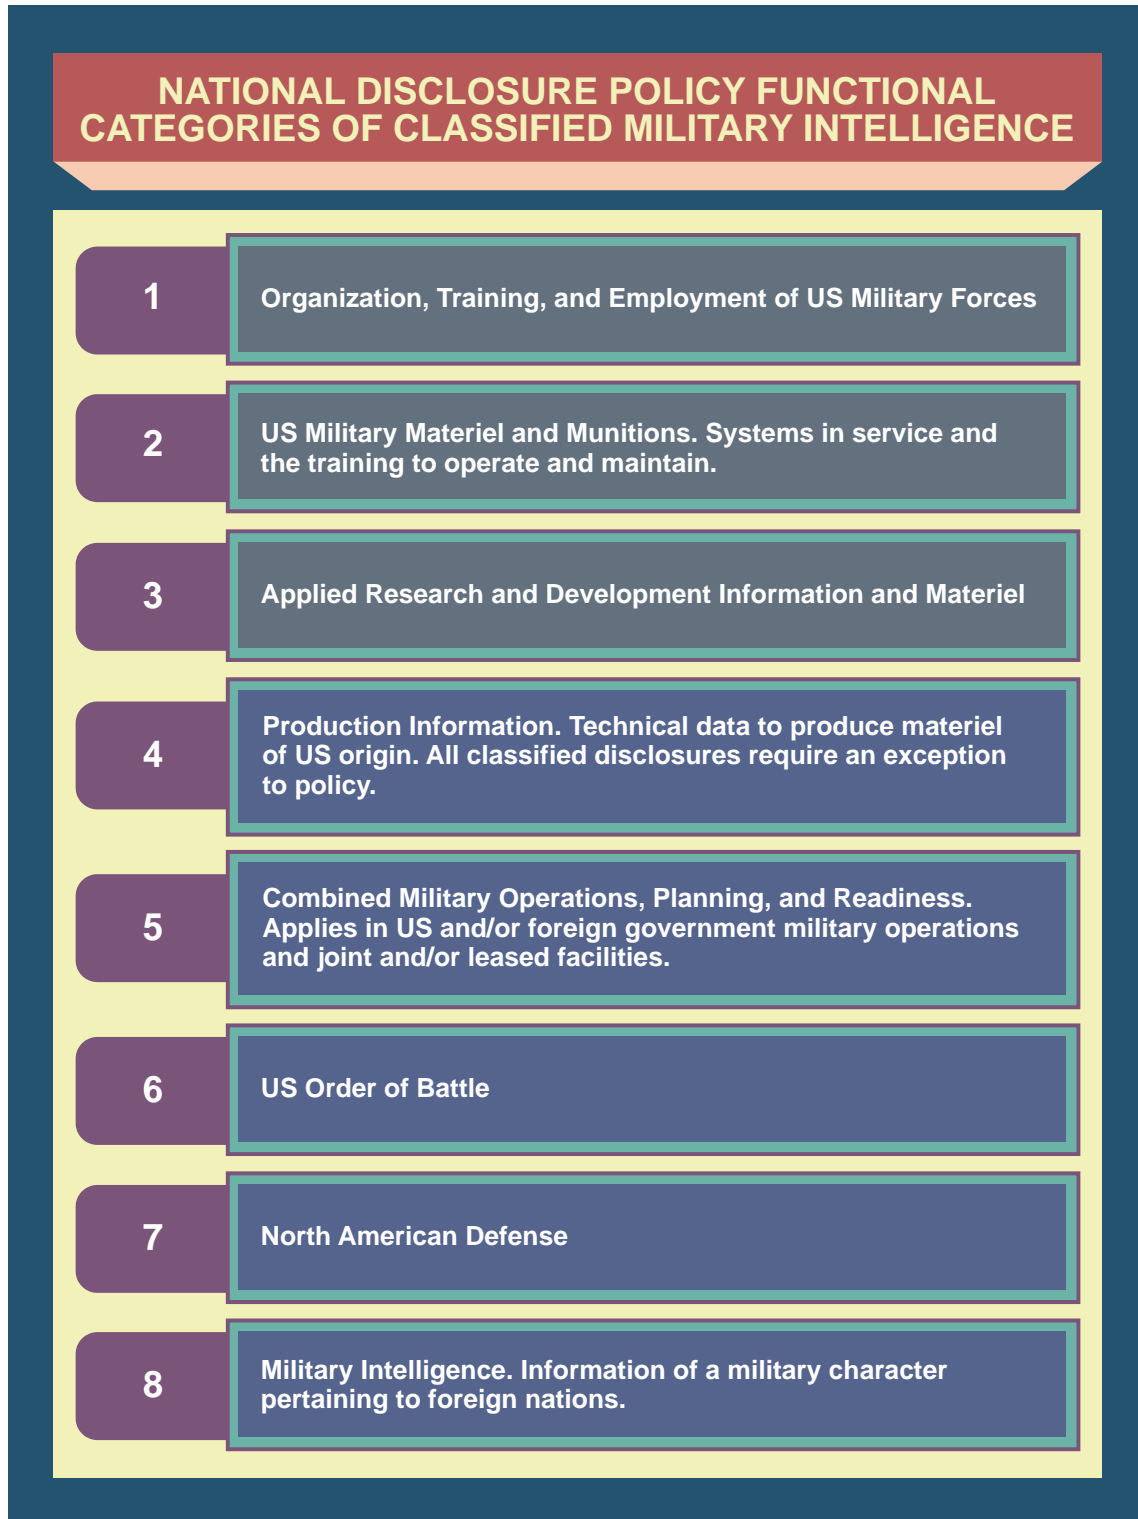 NATIONAL DISCLOSURE POLICY FUNCTIONAL
CATEGORIES OF CLASSIFIED MILITARY INTELLIGENCE
1
Organization, Training, and Employment of US Military Forces
2
US Military Materiel and Munitions. Systems in service and
the training to operate and maintain.
3
Applied Research and Development Information and Materiel
4
Production Information. Technical data to produce materiel
of US origin. All classified disclosures require an exception
to policy.
5
Combined Military Operations, Planning, and Readiness.
Applies in US and/or foreign government military operations
and joint and/or leased facilities.
6
US Order of Battle
7
North American Defense
8
Military Intelligence. Information of a military character
pertaining to foreign nations.